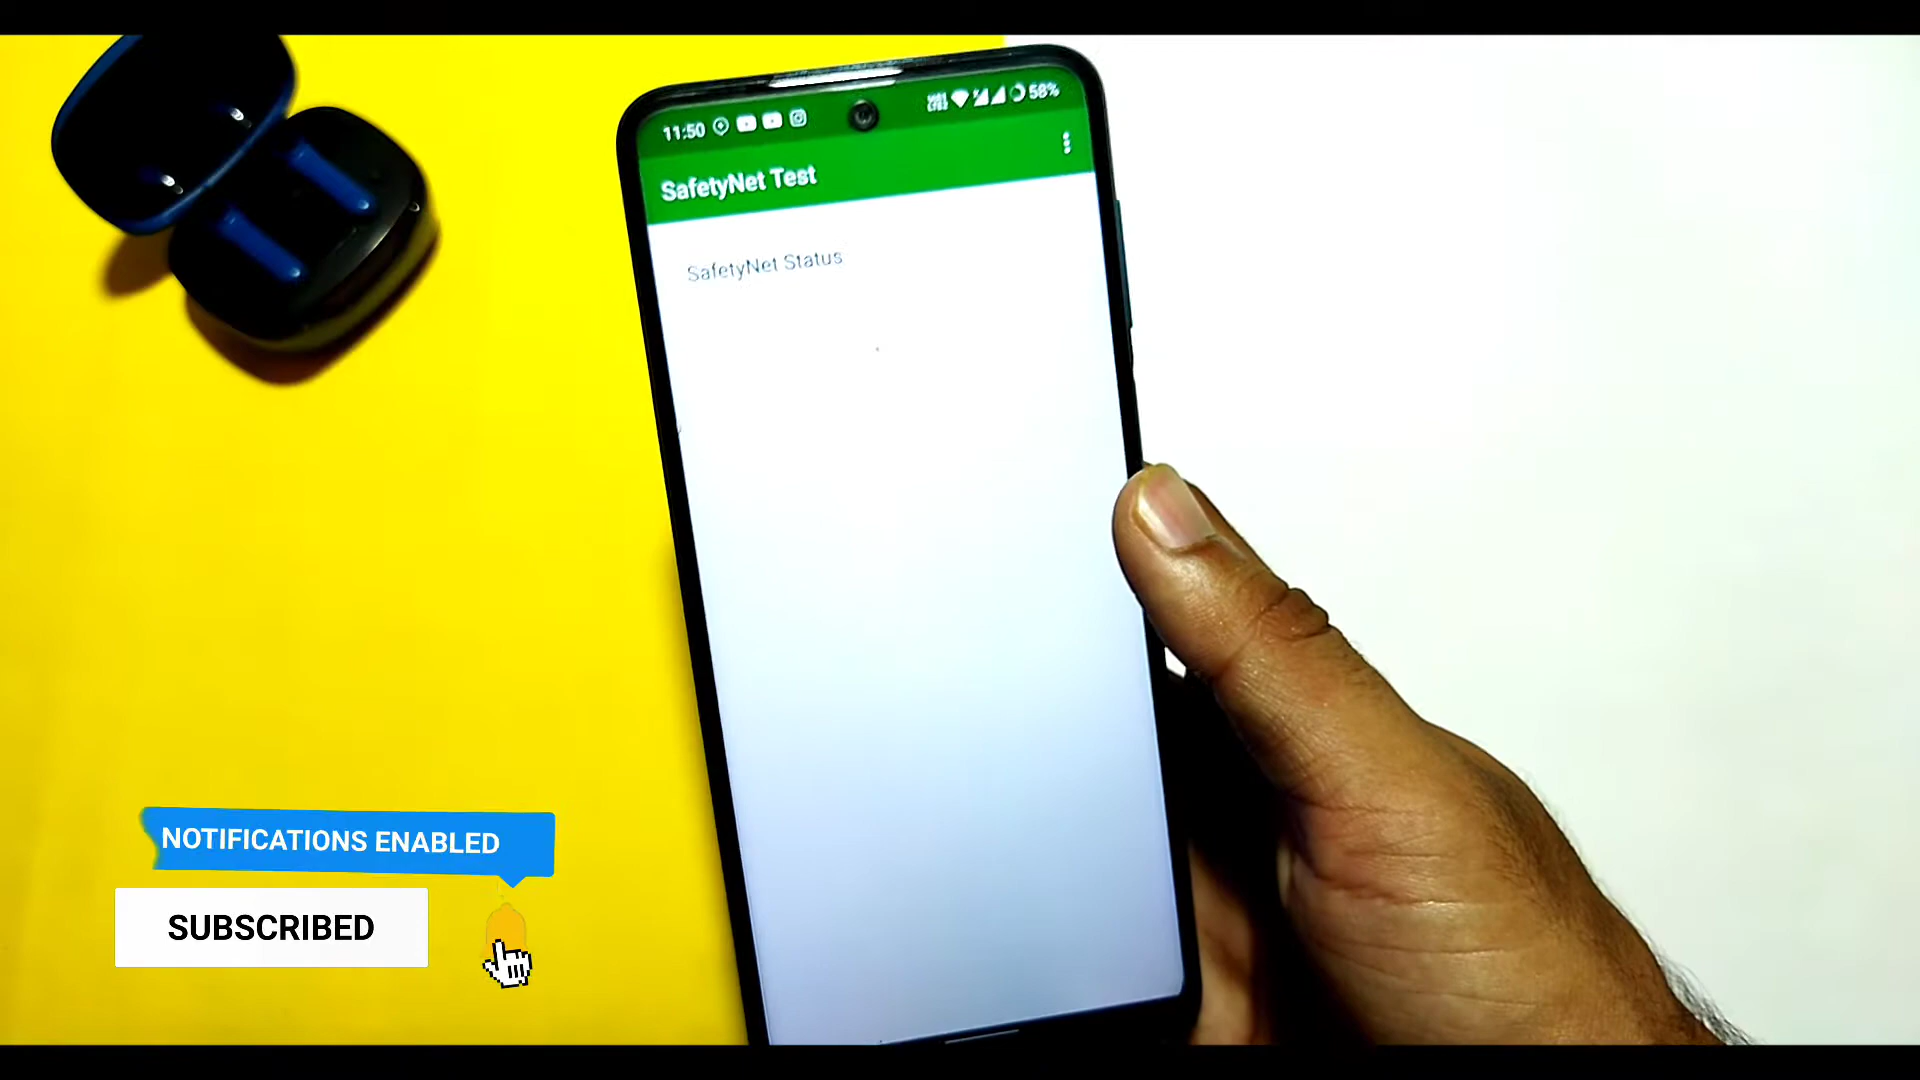 11:50
58%
SafetyNet Test
SafetyNet Status
NOTIFICATIONS ENABLED
SUBSCRIBED